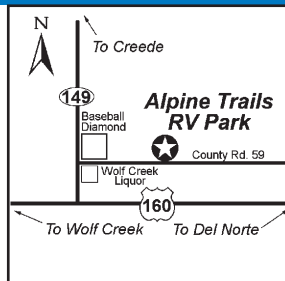 N
To Creede
149
Alpine Trails
RV Park
Baseball
Diamond
County Rd. 59
Wolf Creek
Liquor
160
To Wolf Creek
To Del Norte